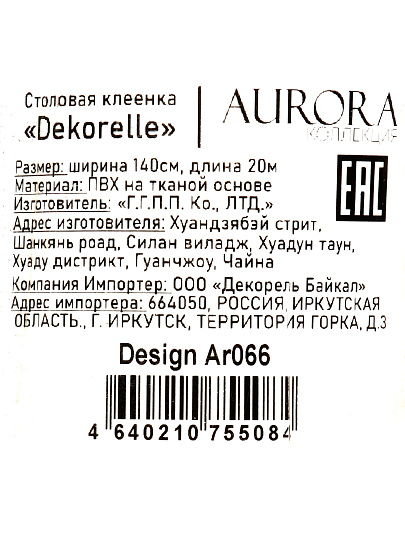 Столовая клеенка
«Dekorelle»
AURORA
КОЛЛЕКЦИЯ
Размер: ширина 140см, длина 20м
Материал: ПВХ на тканой основе
Изготовитель: «Г.Г.П.П. Ко., ЛТД.»
Адрес изготовителя: Хуандзябэй стрит,
Шанкянь роад, Силан виладж, Хуадун таун,
Хуаду дистрикт, Гуанчжоу, Чайна
EAC
Компания Импортер: ООО «Декорель Байкал»
Адрес импортера: 664050, РОССИЯ, ИРКУТСКАЯ
ОБЛАСТЬ., Г. ИРКУТСК, ТЕРРИТОРИЯ ГОРКА, Д.3
Design Ar066
4 640210 755084